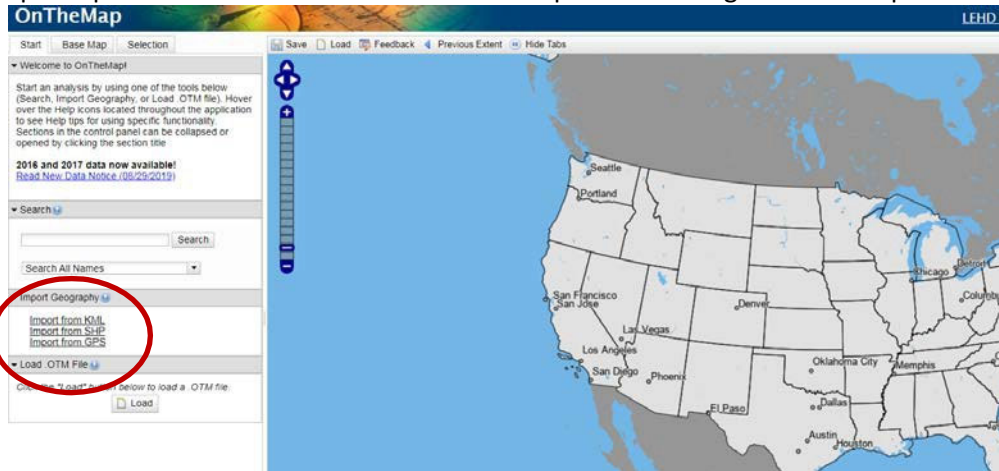 OnTheMap
LEHD
Start Base Map Selection
Save Load Feedback Previous Extent Hide Tabs
Welcome to OnTheMap!
Start an analysis by using one of the tools below
(Search, Import Geography, or Load .OTM file). Hover
over the Help icons located throughout the application
to see Help tips for using specific functionality.
Sections in the control panel can be collapsed or
opened by clicking the section title
2016 and 2017 data now available!
Read New Data Notice (08/29/2019)
Search
Search
Search All Names
Import Geography
Import from KML
Import from SHP
Import from GPS
Load .OTM File
the "Load" button below to load a .OTM file.
Load
Seattle
Portland
Chicago
Detroit
San Francisco
San Jose
Denver
Columb
Las Vegas
Los Angeles
Oklahoma City
Memphis
San Diego
Phoenix
El Paso
Dallas
Austin
Houston